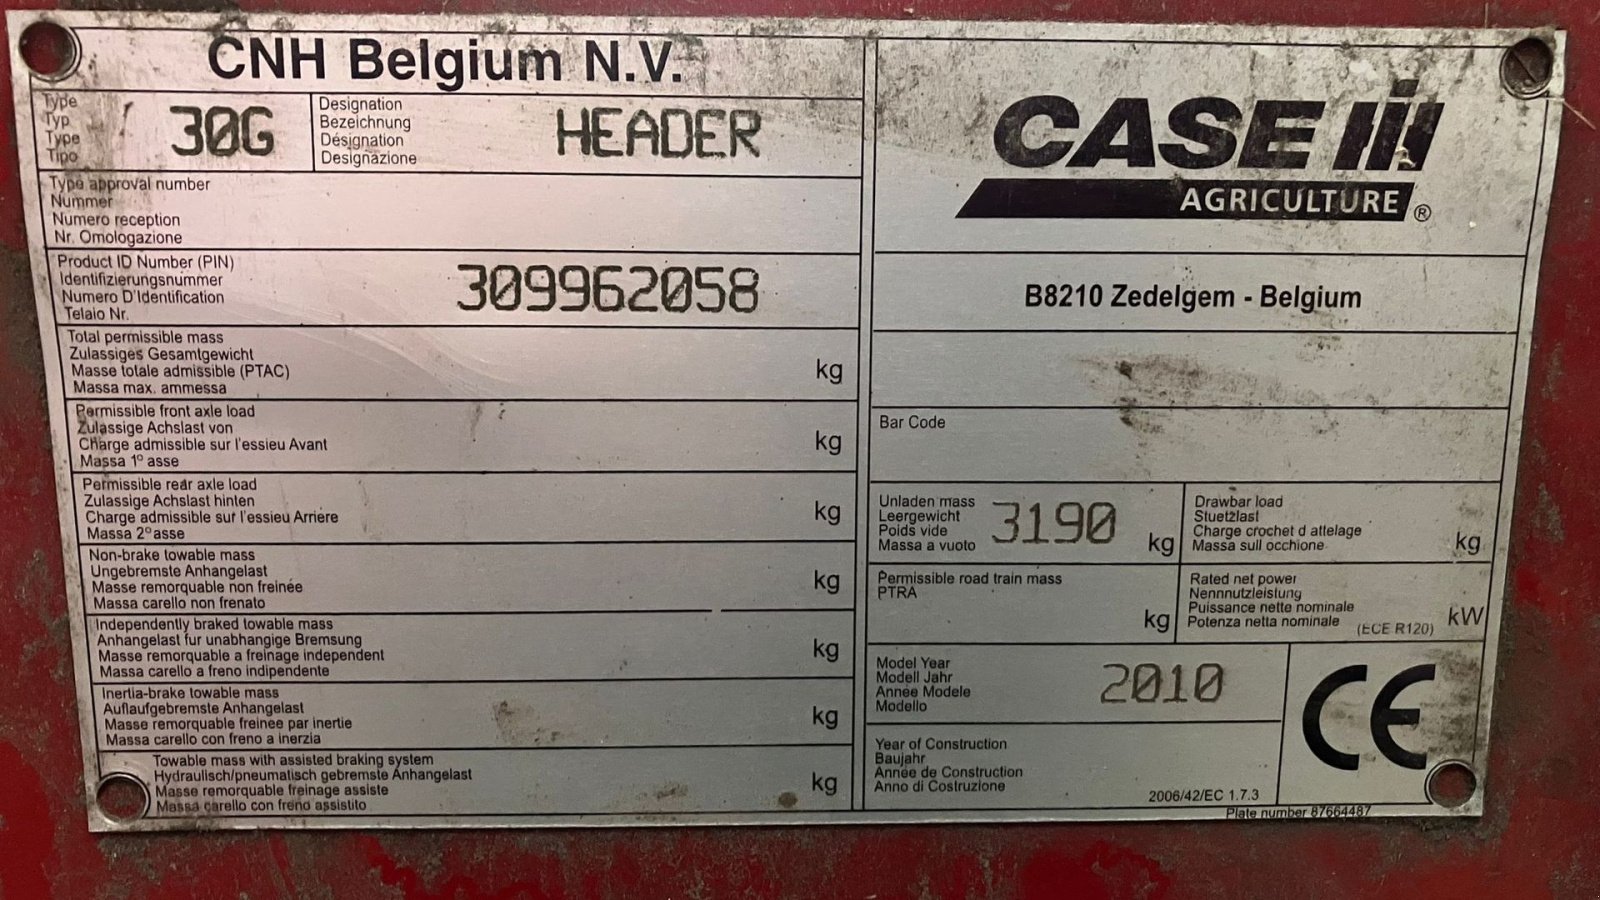 CNH Belgium N.V.
Type
Typ
Type
Tipo
30G
Designation
Bezeichnung
Désignation
Designazione
HEADER
Type approval number
Nummer
Numero reception
Nr. Omologazione
Product ID Number (PIN)
Identifizierungsnummer
Numero D'Identification
Telaio Nr.
309962058
Total permissible mass
Zulassiges Gesamtgewicht
Masse totale admissible (PTAC)
Massa max. ammessa
kg
Permissible front axle load
Zulassige Achslast von
Charge admissible sur l'essieu Avant
Massa 1º asse
kg
Permissible rear axle load
Zulassige Achslast hinten
Charge admissible sur l'essieu Arriere
Massa 2º asse
kg
Non-brake towable mass
Ungebremste Anhangelast
Masse remorquable non freinée
Massa carello non frenato
kg
Independently braked towable mass
Anhangelast fur unabhangige Bremsung
Masse remorquable a freinage independent
Massa carello a freno indipendente
kg
Inertia-brake towable mass
Auflaufgebremste Anhangelast
Masse remorquable freinee par inertie
Massa carello con freno a inerzia
kg
Towable mass with assisted braking system
Hydraulisch/pneumatisch gebremste Anhangelast
Masse remorquable freinage assiste
Massa carello con freno assistito
kg
CASE IH
AGRICULTURE ®
B8210 Zedelgem - Belgium
Bar Code
Unladen mass
Leergewicht
Poids vide
Massa a vuoto
3190 kg
Drawbar load
Stuetzlast
Charge crochet d attelage
Massa sull occhione
kg
Permissible road train mass
PTRA
kg
Rated net power
Nennnutzleistung
Puissance nette nominale
Potenza netta nominale
(ECE R120)
kW
Model Year
Modell Jahr
Année Modele
Modello
2010
Year of Construction
Baujahr
Année de Construction
Anno di Costruzione
2006/42/EC 1.7.3
CE
Plate number 87664487